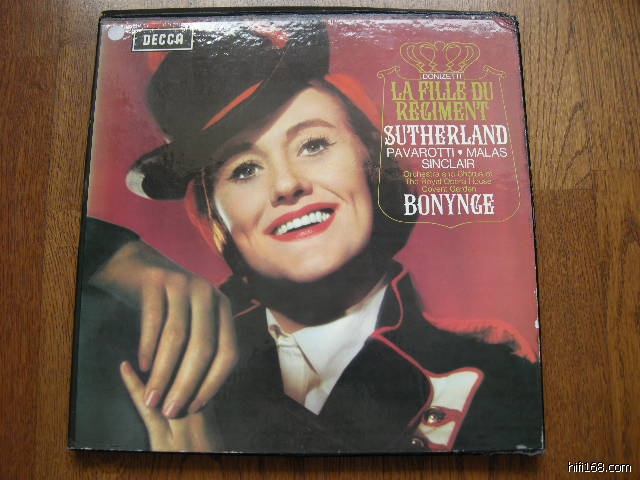 DECCA
DONIZETTI
LA FILLE DU
RÉGIMENT
SUTHERLAND
PAVAROTTI • MALAS
SINCLAIR
Orchestra and Chorus of
The Royal Opera House
Covent Garden
BONYNGE
hifi168.com